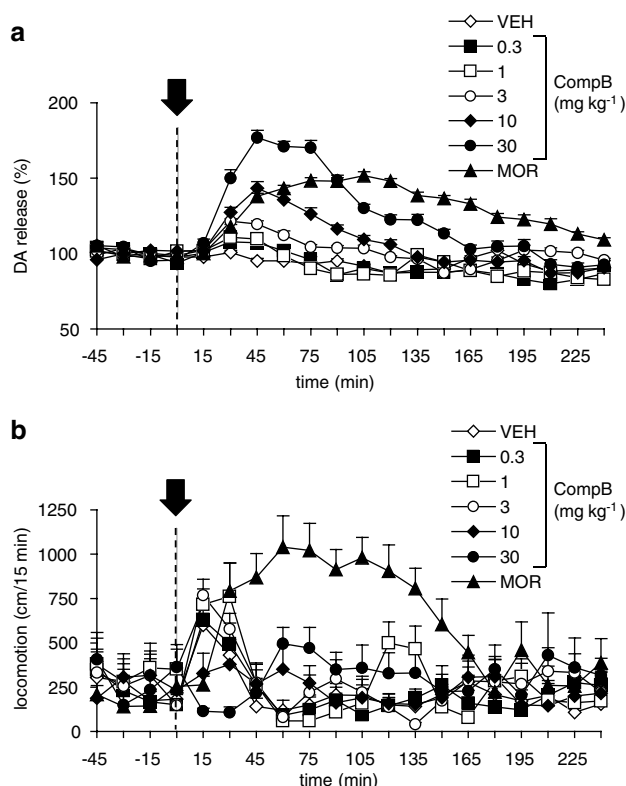 a
VEH
0.3
1
3
10
30
MOR
CompB
(mg kg⁻¹)
DA release (%)
200
150
100
50
-45 -15 15 45 75 105 135 165 195 225
time (min)
b
VEH
0.3
1
3
10
30
MOR
CompB
(mg kg⁻¹)
locomotion (cm/15 min)
1250
1000
750
500
250
0
-45 -15 15 45 75 105 135 165 195 225
time (min)